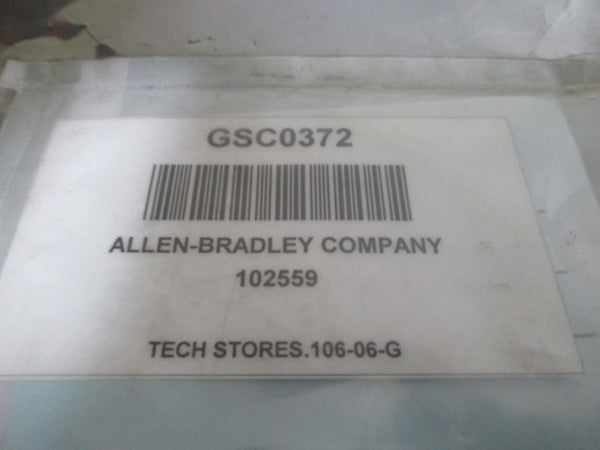 GSC0372
ALLEN-BRADLEY COMPANY
102559
TECH STORES.106-06-G